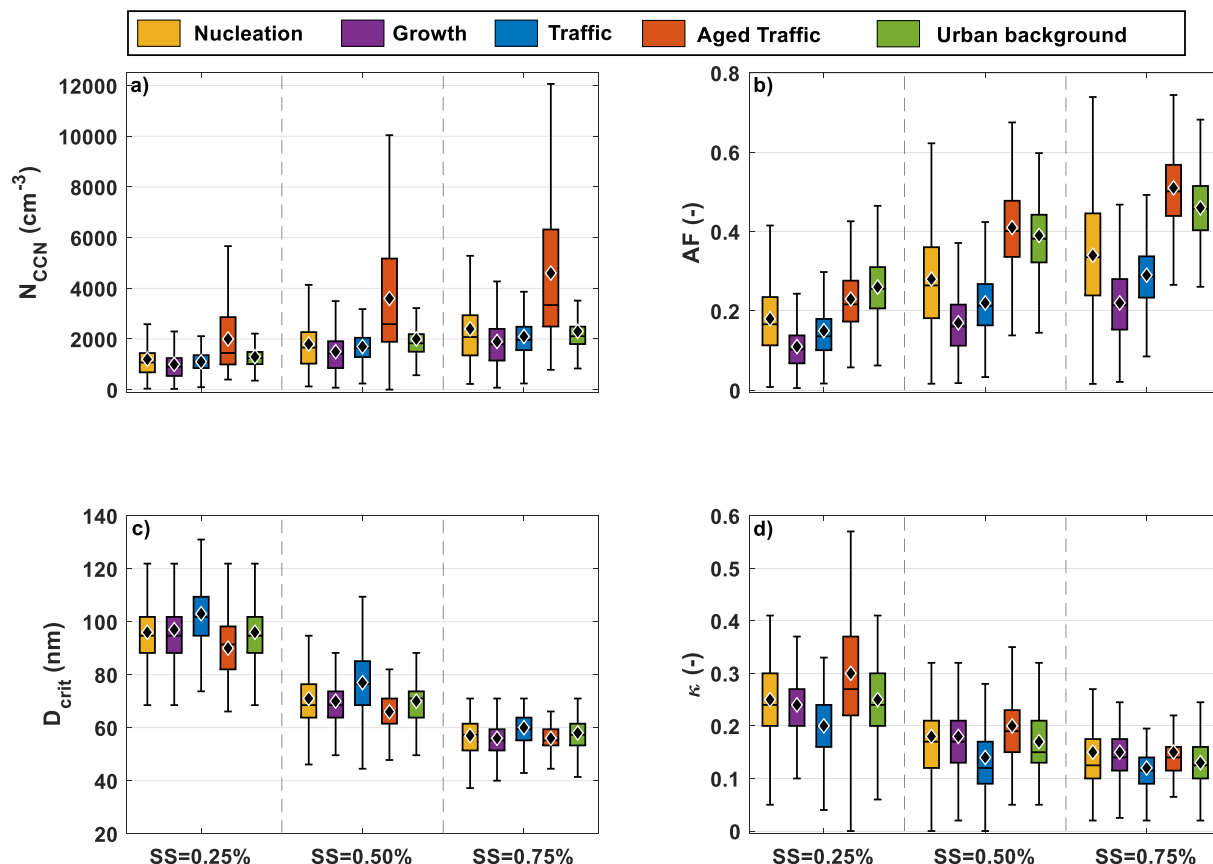 Nucleation Growth Traffic Aged Traffic Urban background
a)
N_CCN (cm^-3)
12000
10000
8000
6000
4000
2000
0
b)
AF (-)
0.8
0.6
0.4
0.2
0
c)
D_crit (nm)
140
120
100
80
60
40
20
SS=0.25% SS=0.50% SS=0.75%
d)
κ (-)
0.6
0.5
0.4
0.3
0.2
0.1
0
SS=0.25% SS=0.50% SS=0.75%